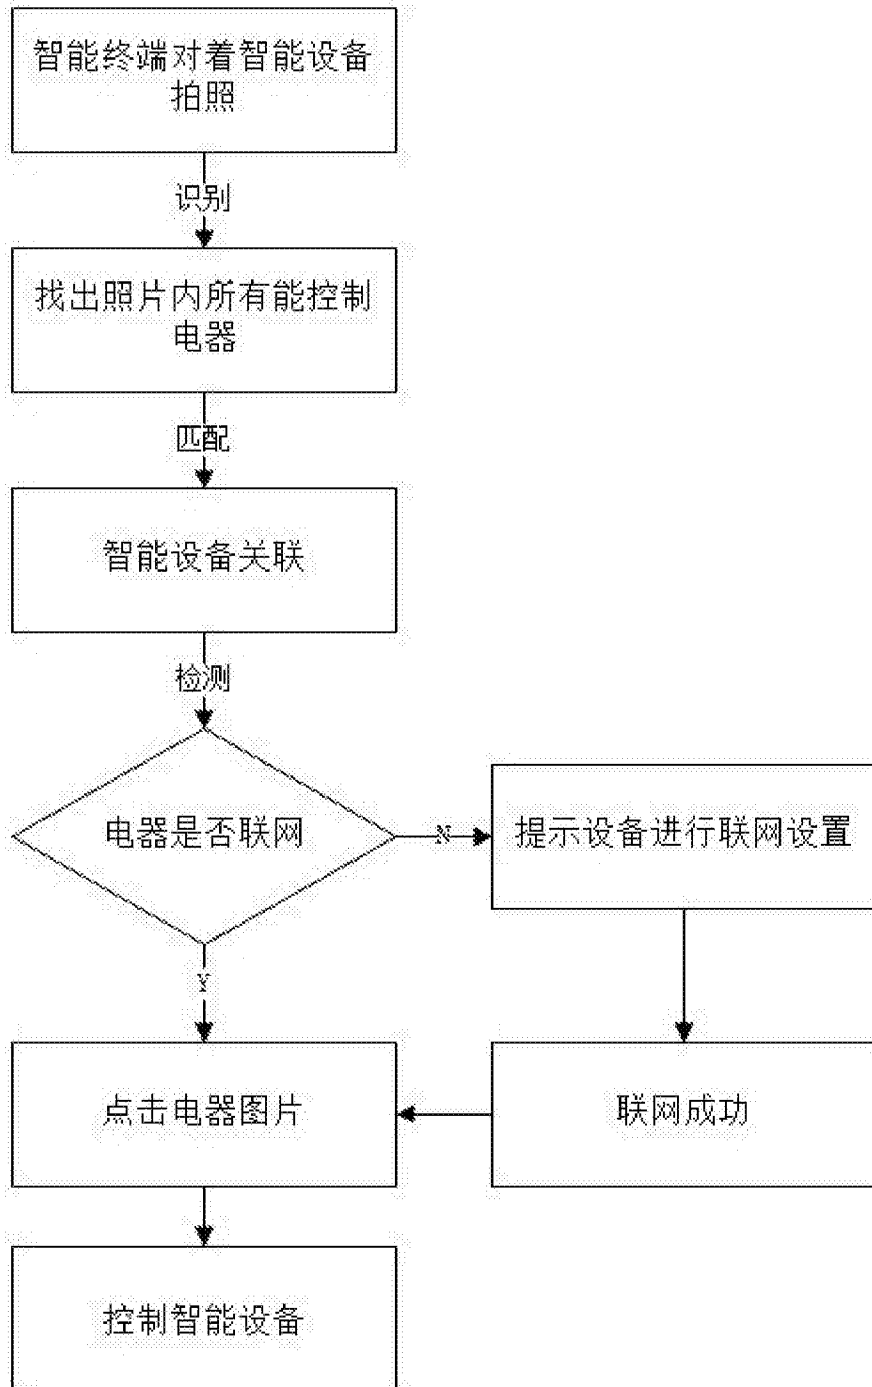 智能终端对着智能设备
拍照
识别
找出照片内所有能控制
电器
匹配
智能设备关联
检测
电器是否联网
N
提示设备进行联网设置
Y
点击电器图片
联网成功
控制智能设备